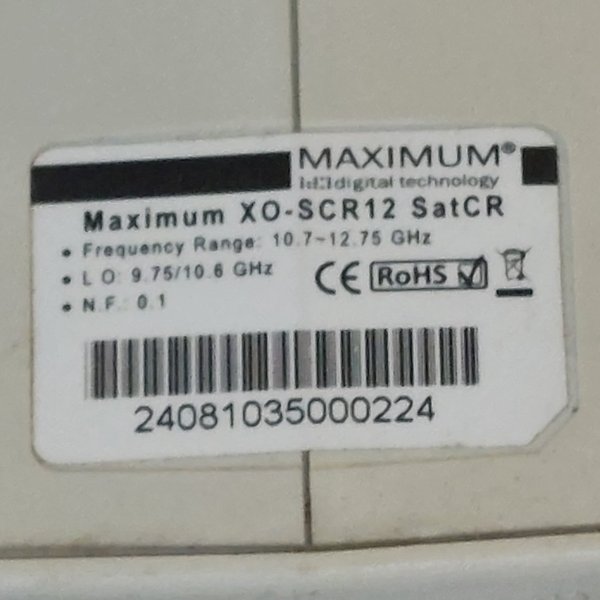 MAXIMUM®
digital technology
Maximum XO-SCR12 SatCR
• Frequency Range: 10.7~12.75 GHz
• L O: 9.75/10.6 GHz
• N.F.: 0.1
CE RoHS
24081035000224